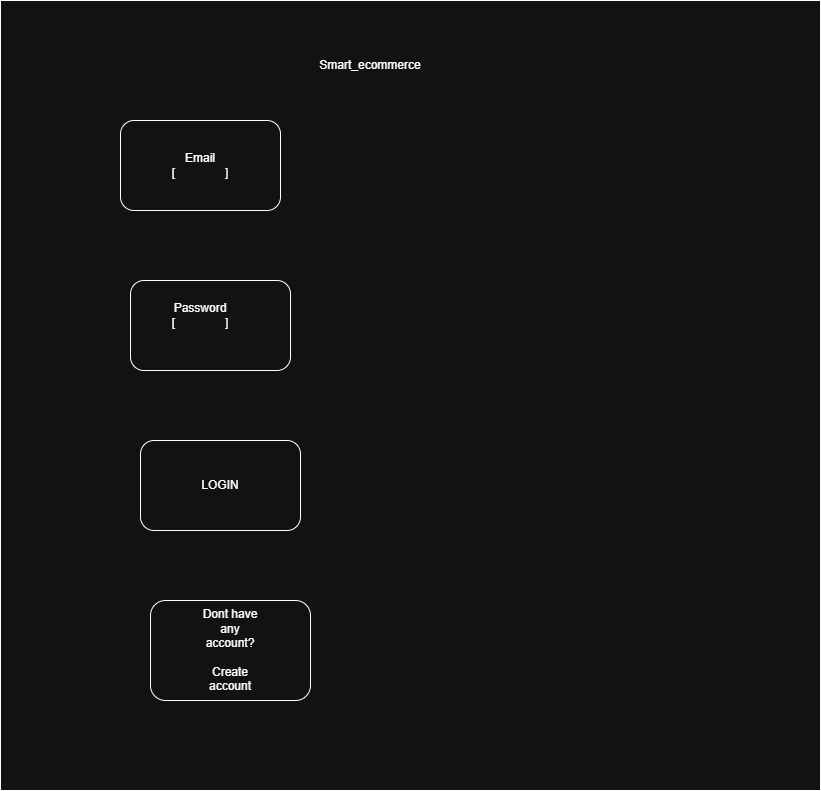 Smart_ecommerce
Email
[                ]
Password
[                ]
LOGIN
Dont have
any
account?
Create
account